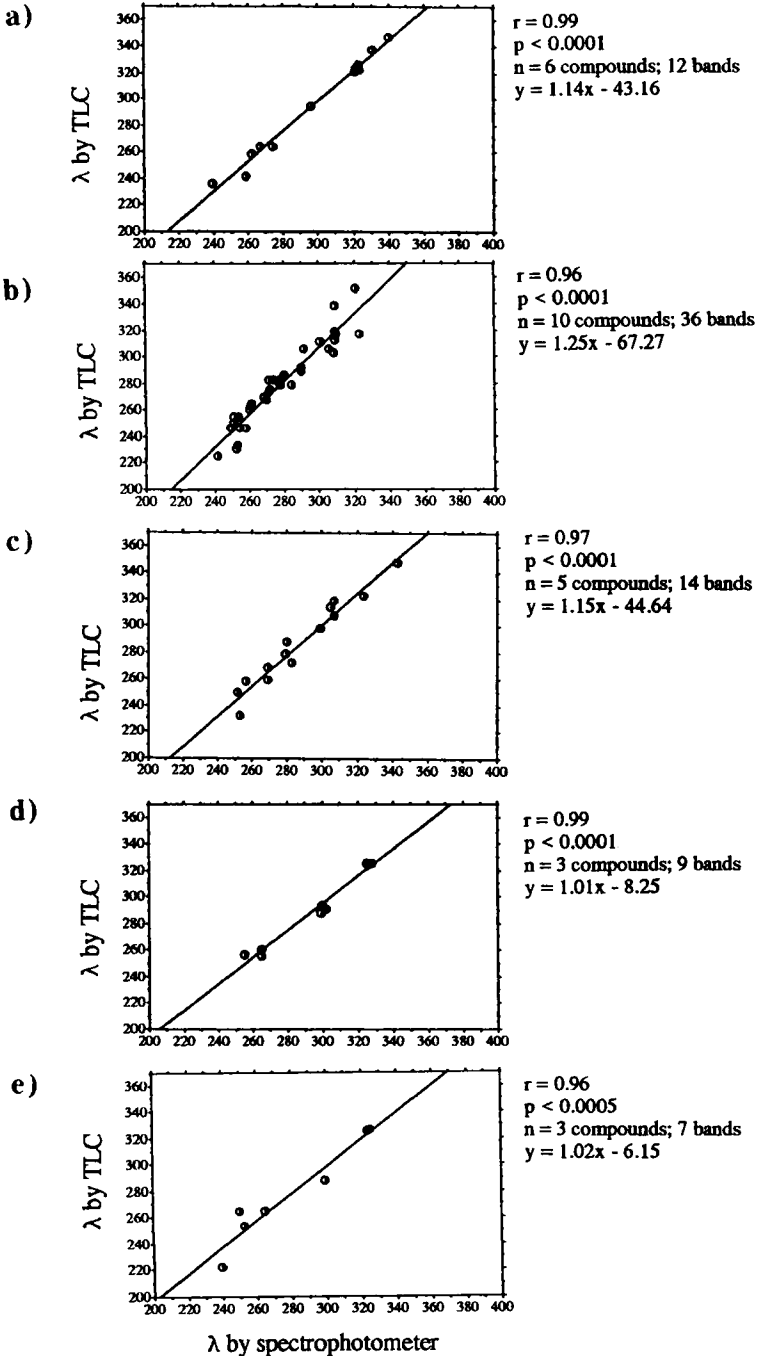 a)
λ by TLC
360
340
320
300
280
260
240
220
200
200 220 240 260 280 300 320 340 360 380 400
r = 0.99
p < 0.0001
n = 6 compounds; 12 bands
y = 1.14x - 43.16
b)
λ by TLC
360
340
320
300
280
260
240
220
200
200 220 240 260 280 300 320 340 360 380 400
r = 0.96
p < 0.0001
n = 10 compounds; 36 bands
y = 1.25x - 67.27
c)
λ by TLC
360
340
320
300
280
260
240
220
200
200 220 240 260 280 300 320 340 360 380 400
r = 0.97
p < 0.0001
n = 5 compounds; 14 bands
y = 1.15x - 44.64
d)
λ by TLC
360
340
320
300
280
260
240
220
200
200 220 240 260 280 300 320 340 360 380 400
r = 0.99
p < 0.0001
n = 3 compounds; 9 bands
y = 1.01x - 8.25
e)
λ by TLC
360
340
320
300
280
260
240
220
200
200 220 240 260 280 300 320 340 360 380 400
r = 0.96
p < 0.0005
n = 3 compounds; 7 bands
y = 1.02x - 6.15
λ by spectrophotometer